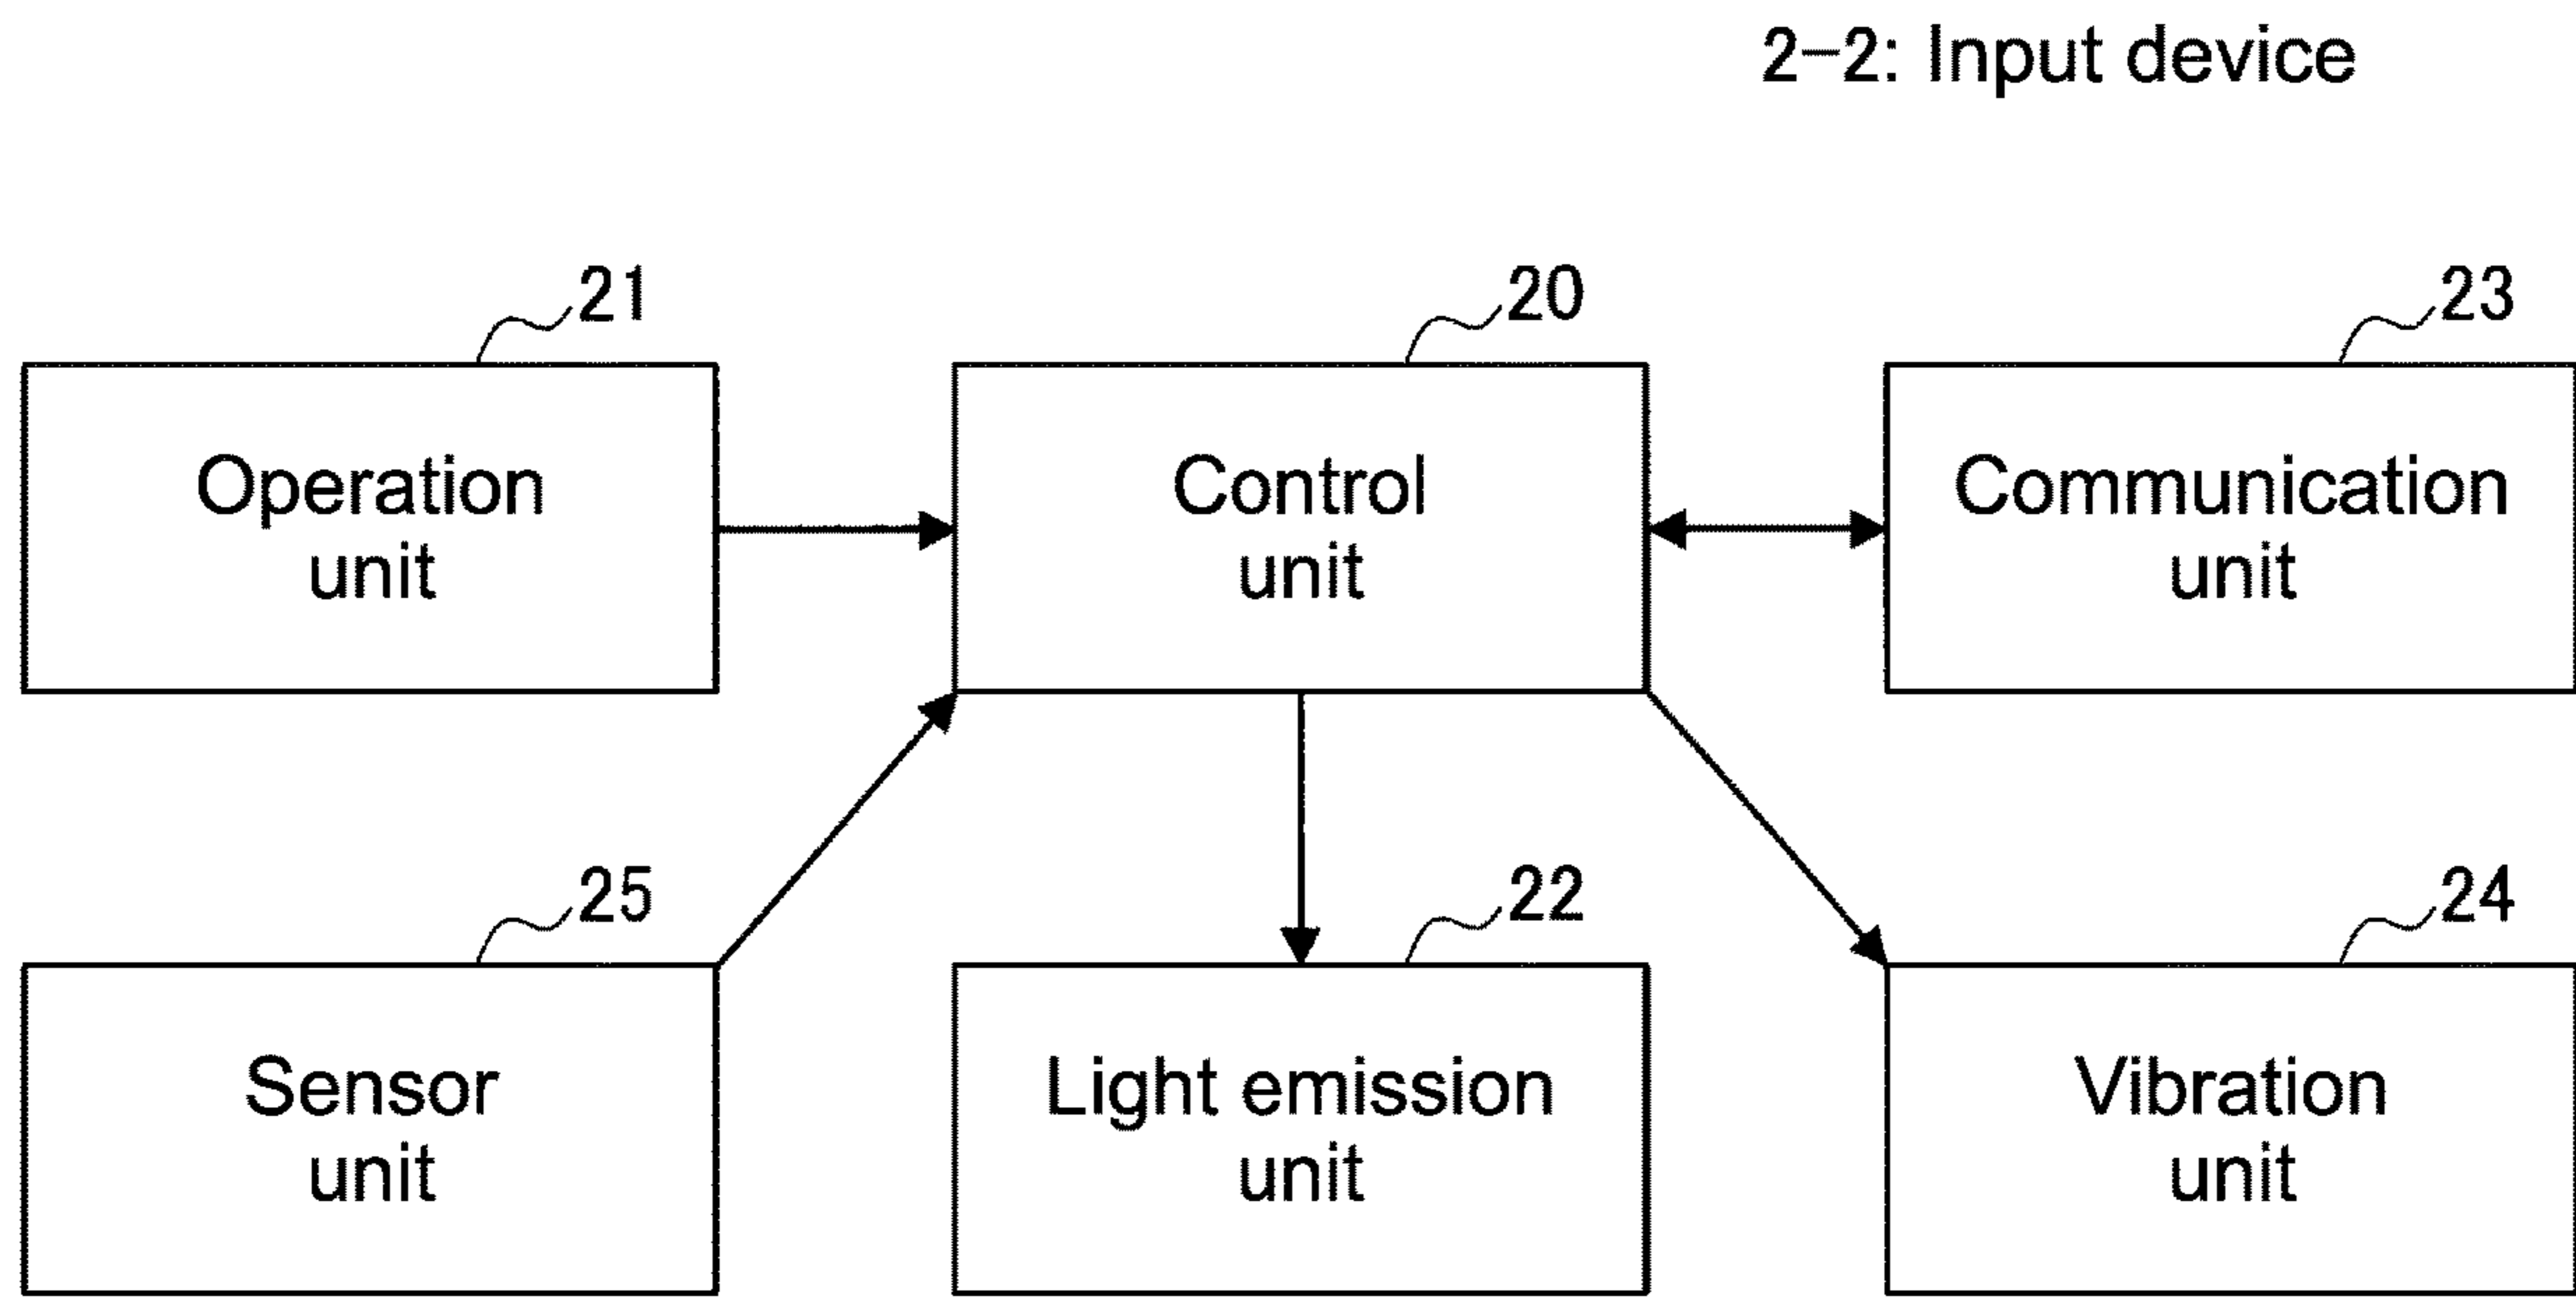 2-2: Input device
21
20
23
Operation
unit
Control
unit
Communication
unit
25
22
24
Sensor
unit
Light emission
unit
Vibration
unit